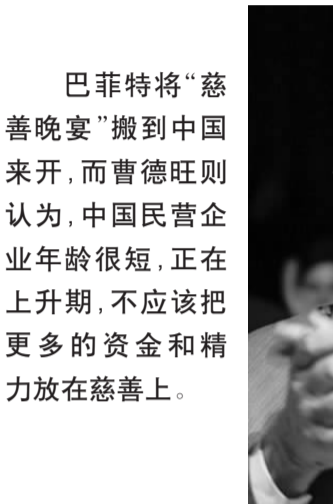 巴菲特将“慈
善晚宴”搬到中国
来开,而曹德旺则
认为,中国民营企
业年龄很短,正在
上升期,不应该把
更多的资金和精
力放在慈善上。